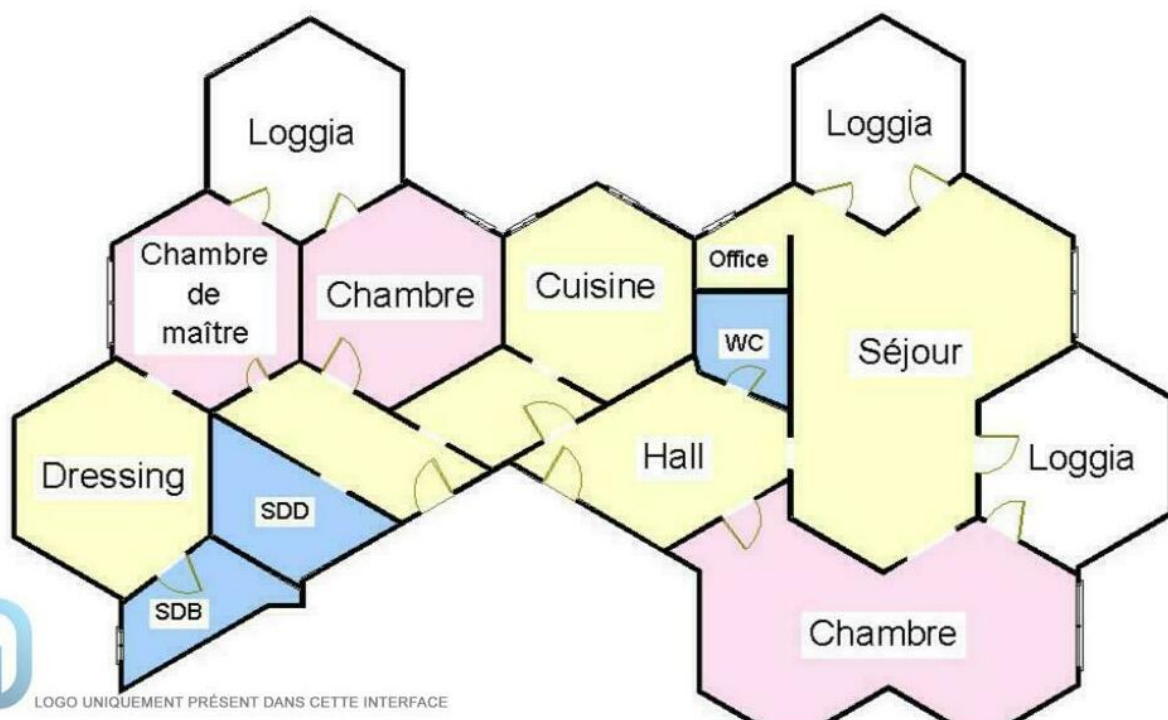 Loggia
Loggia
Chambre
de
maître
Chambre
Cuisine
Office
WC
Séjour
Dressing
Hall
Loggia
SDD
SDB
Chambre
LOGO UNIQUEMENT PRÉSENT DANS CETTE INTERFACE